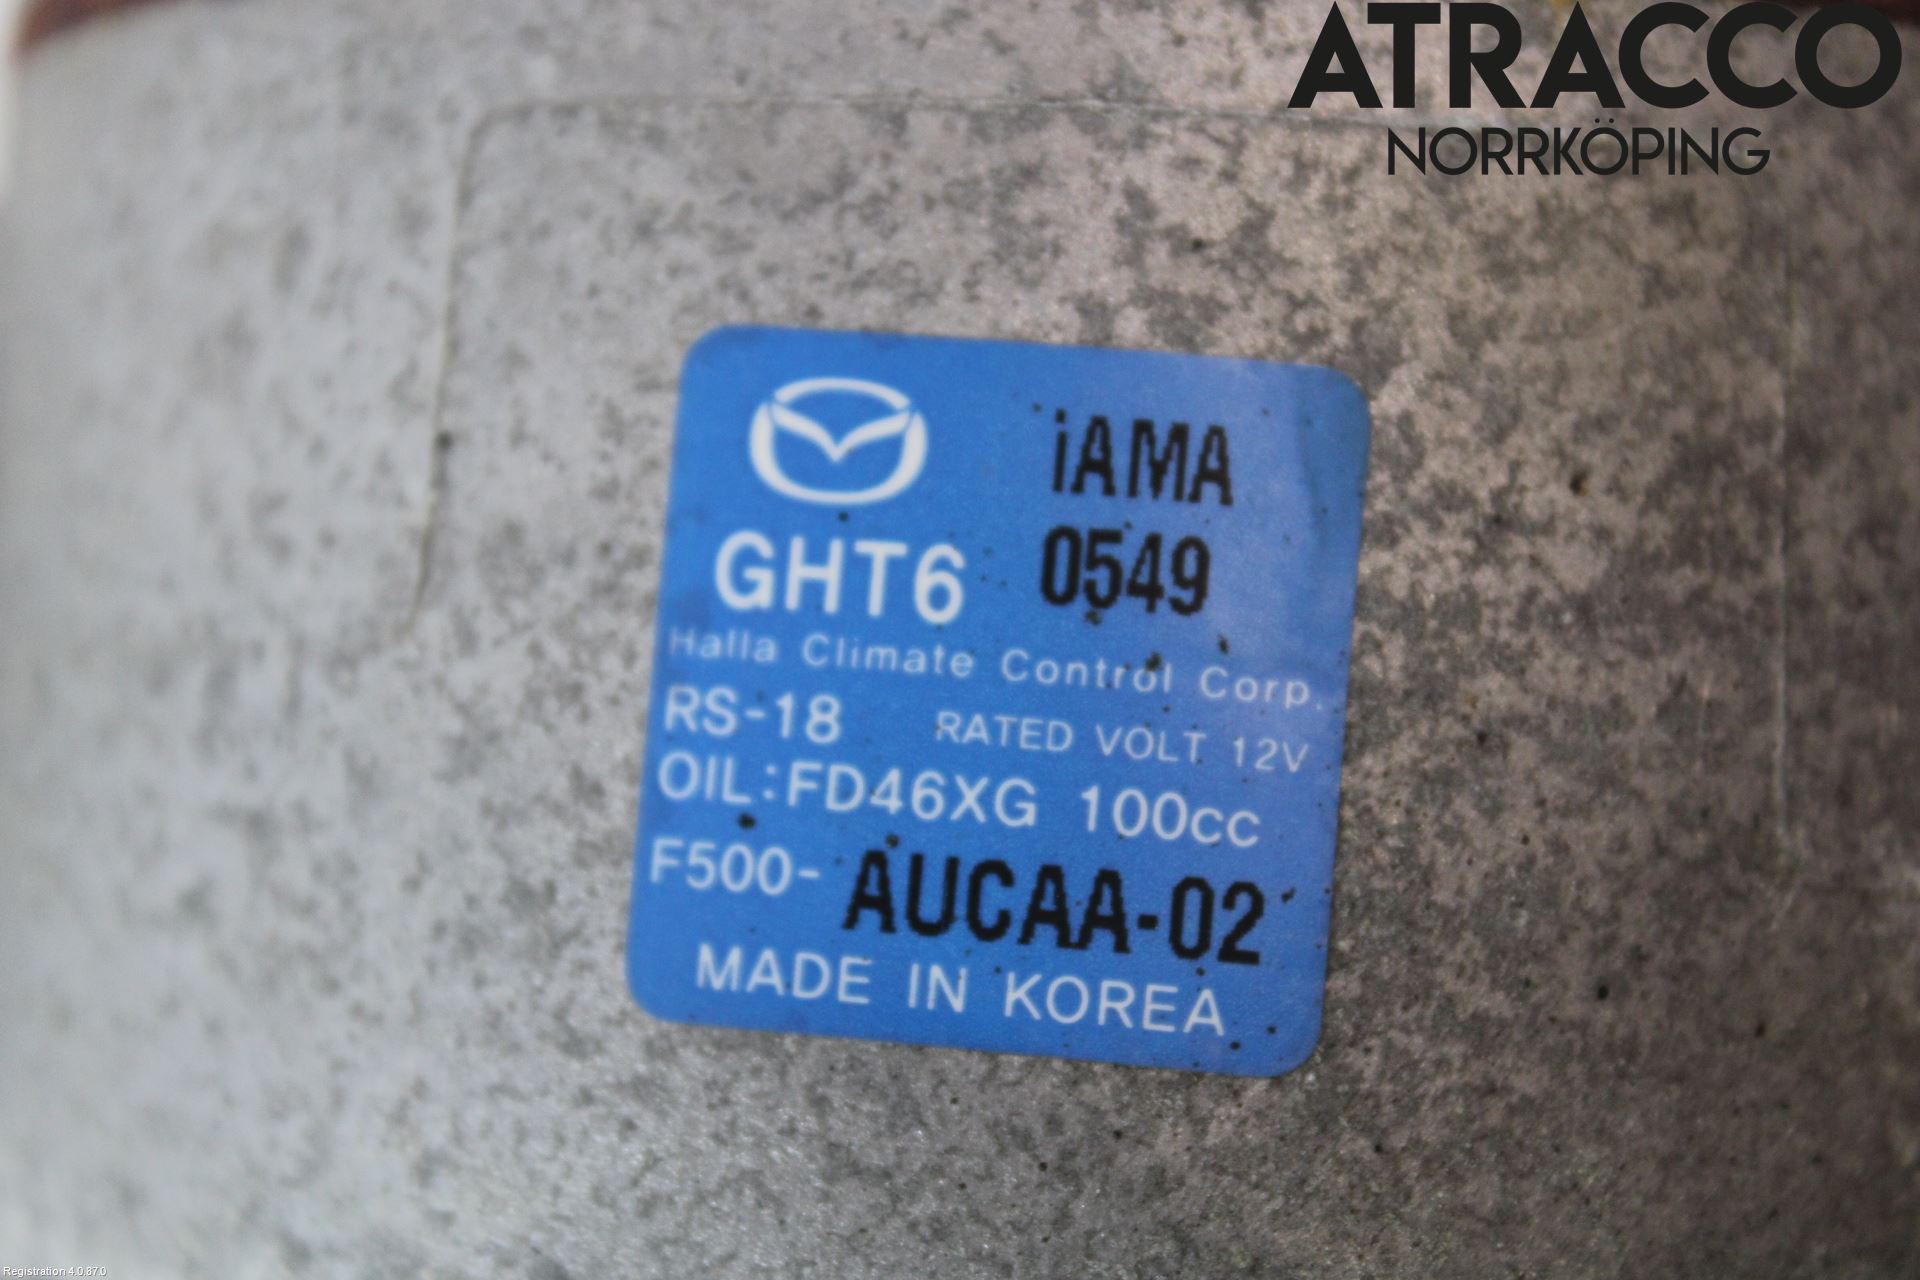 ATRACCO
NORRKÖPING
iAMA
GHT6 0549
Halla Climate Control Corp.
RS-18 RATED VOLT 12V
OIL:FD46XG 100cc
F500-AUCAA-02
MADE IN KOREA
Registration 4.0.87.0